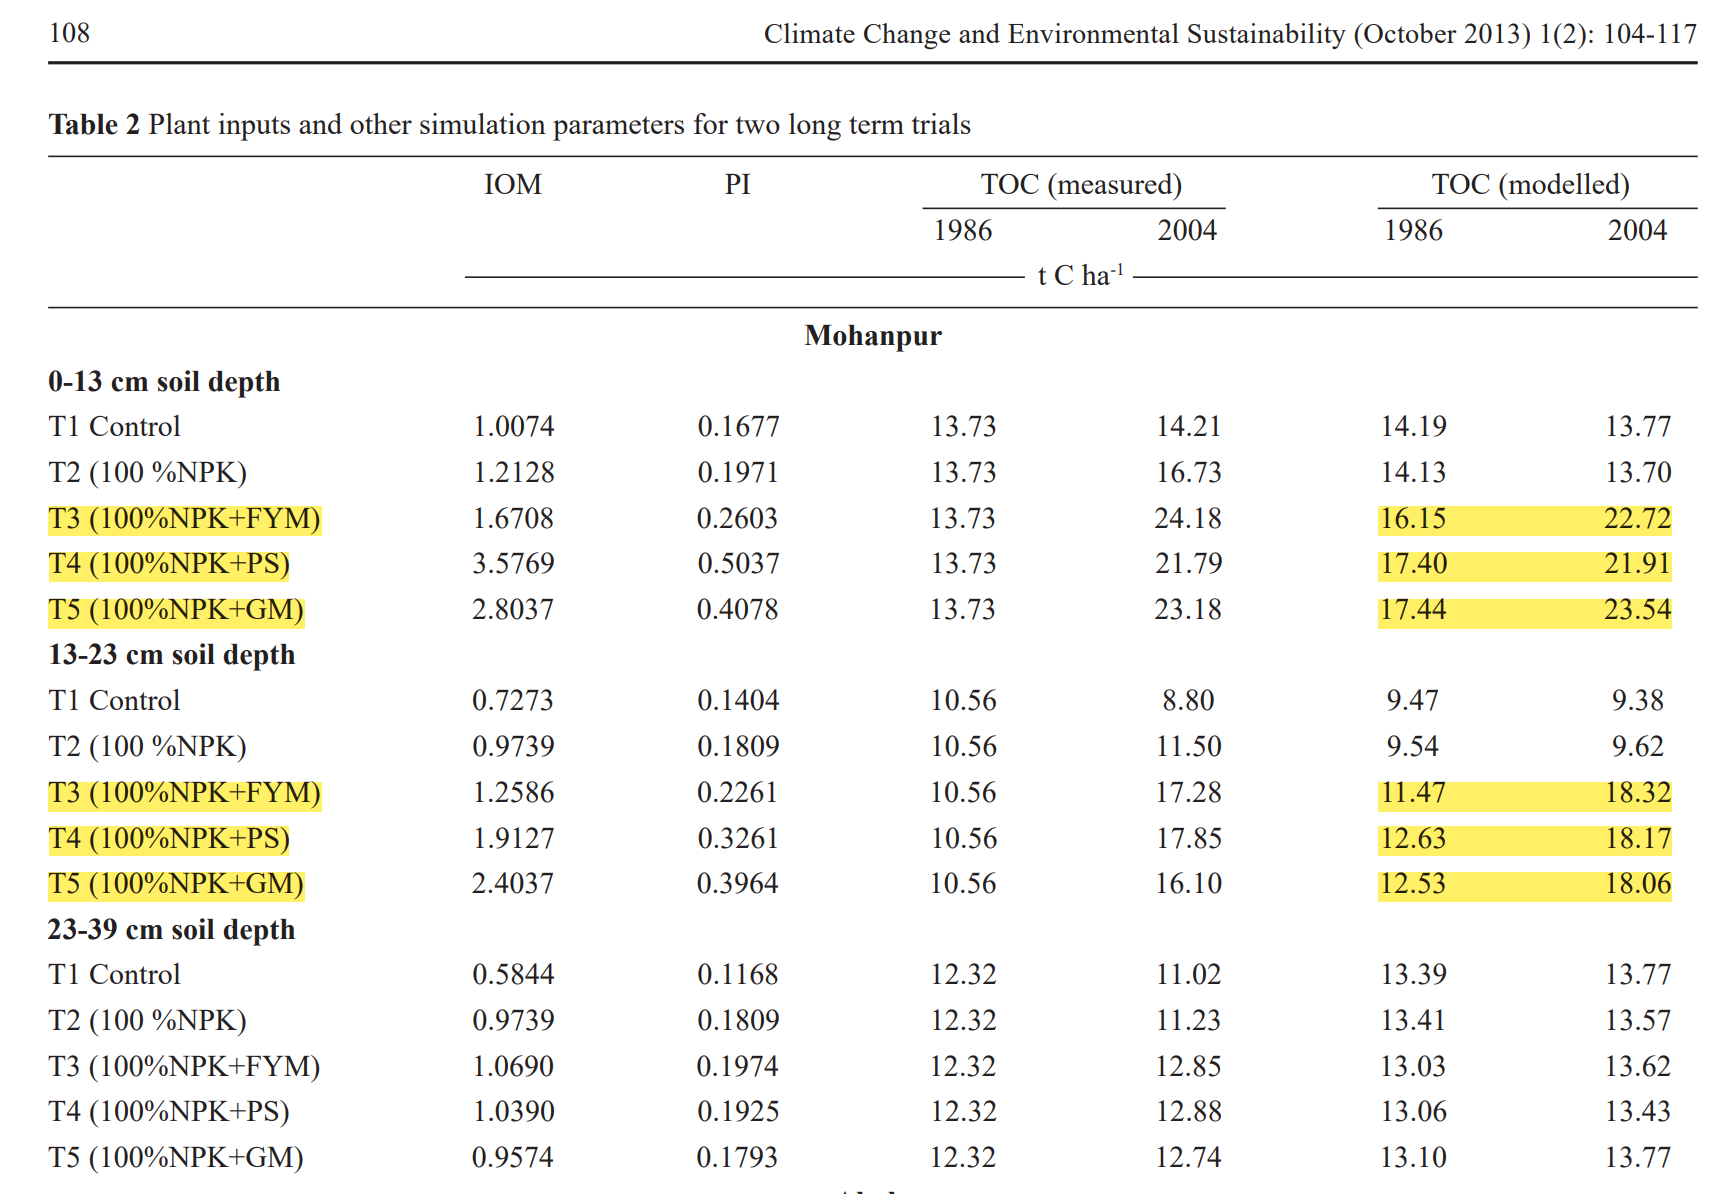 108 Climate Change and Environmental Sustainability (October 2013) 1(2): 104-117
Table 2 Plant inputs and other simulation parameters for two long term trials
IOM PI TOC (measured) TOC (modelled)
1986 2004 1986 2004
t C ha-1
Mohanpur
0-13 cm soil depth
T1 Control 1.0074 0.1677 13.73 14.21 14.19 13.77
T2 (100 %NPK) 1.2128 0.1971 13.73 16.73 14.13 13.70
T3 (100%NPK+FYM) 1.6708 0.2603 13.73 24.18 16.15 22.72
T4 (100%NPK+PS) 3.5769 0.5037 13.73 21.79 17.40 21.91
T5 (100%NPK+GM) 2.8037 0.4078 13.73 23.18 17.44 23.54
13-23 cm soil depth
T1 Control 0.7273 0.1404 10.56 8.80 9.47 9.38
T2 (100 %NPK) 0.9739 0.1809 10.56 11.50 9.54 9.62
T3 (100%NPK+FYM) 1.2586 0.2261 10.56 17.28 11.47 18.32
T4 (100%NPK+PS) 1.9127 0.3261 10.56 17.85 12.63 18.17
T5 (100%NPK+GM) 2.4037 0.3964 10.56 16.10 12.53 18.06
23-39 cm soil depth
T1 Control 0.5844 0.1168 12.32 11.02 13.39 13.77
T2 (100 %NPK) 0.9739 0.1809 12.32 11.23 13.41 13.57
T3 (100%NPK+FYM) 1.0690 0.1974 12.32 12.85 13.03 13.62
T4 (100%NPK+PS) 1.0390 0.1925 12.32 12.88 13.06 13.43
T5 (100%NPK+GM) 0.9574 0.1793 12.32 12.74 13.10 13.77